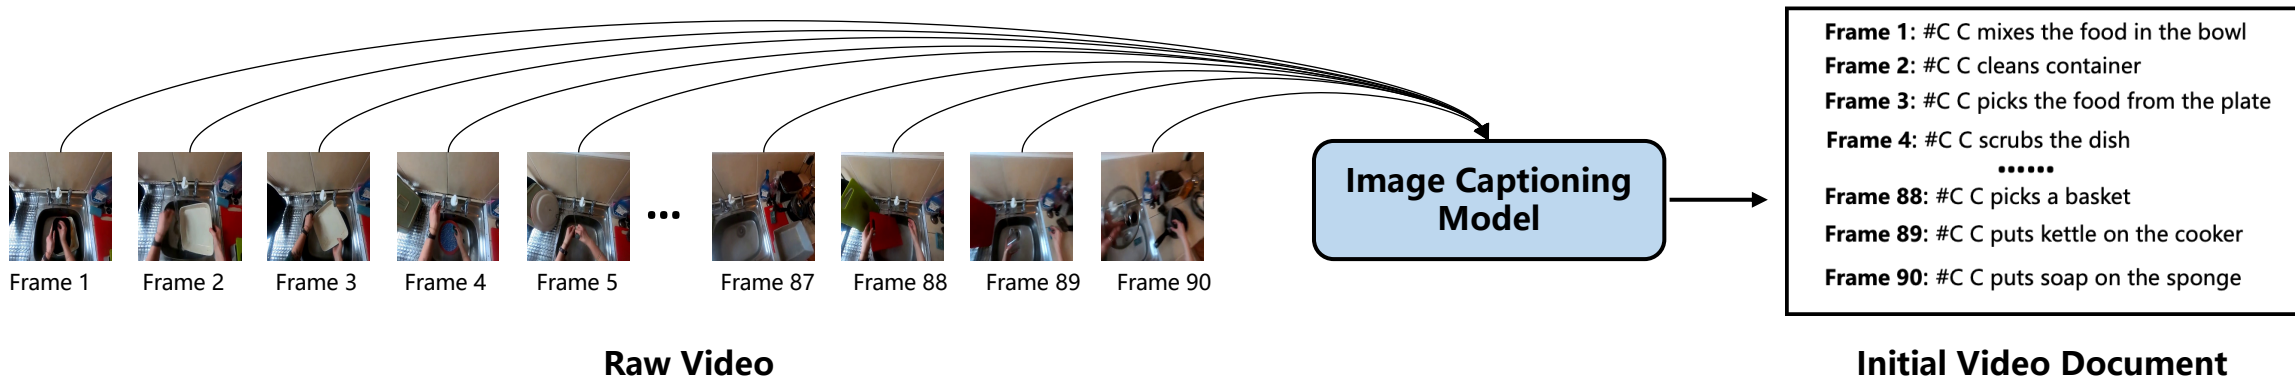 Frame 1: #C C mixes the food in the bowl
Frame 2: #C C cleans container
Frame 3: #C C picks the food from the plate
Frame 4: #C C scrubs the dish
......
Frame 88: #C C picks a basket
Frame 89: #C C puts kettle on the cooker
Frame 90: #C C puts soap on the sponge
Image Captioning
Model
...
Frame 1
Frame 2
Frame 3
Frame 4
Frame 5
Frame 87
Frame 88
Frame 89
Frame 90
Raw Video
Initial Video Document